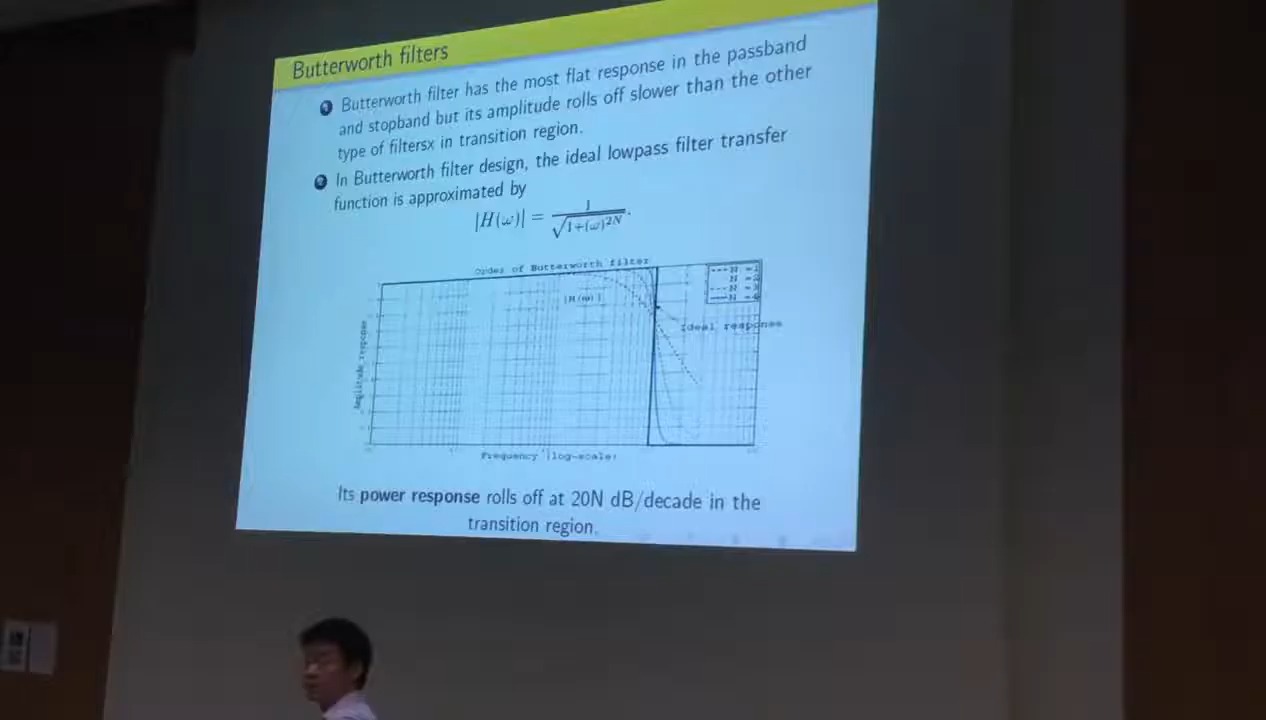 Butterworth filters
Butterworth filter has the most flat response in the passband
and stopband but its amplitude rolls off slower than the other
type of filtersx in transition region.
In Butterworth filter design, the ideal lowpass filter transfer
function is approximated by
|H(ω)| = 1/√1+(ω)^2N.
Order of Butterworth filter
|H(ω)|
N =1
N =2
N =3
Ideal response
Amplitude response
Frequency (log-scale)
Its power response rolls off at 20N dB/decade in the
transition region.